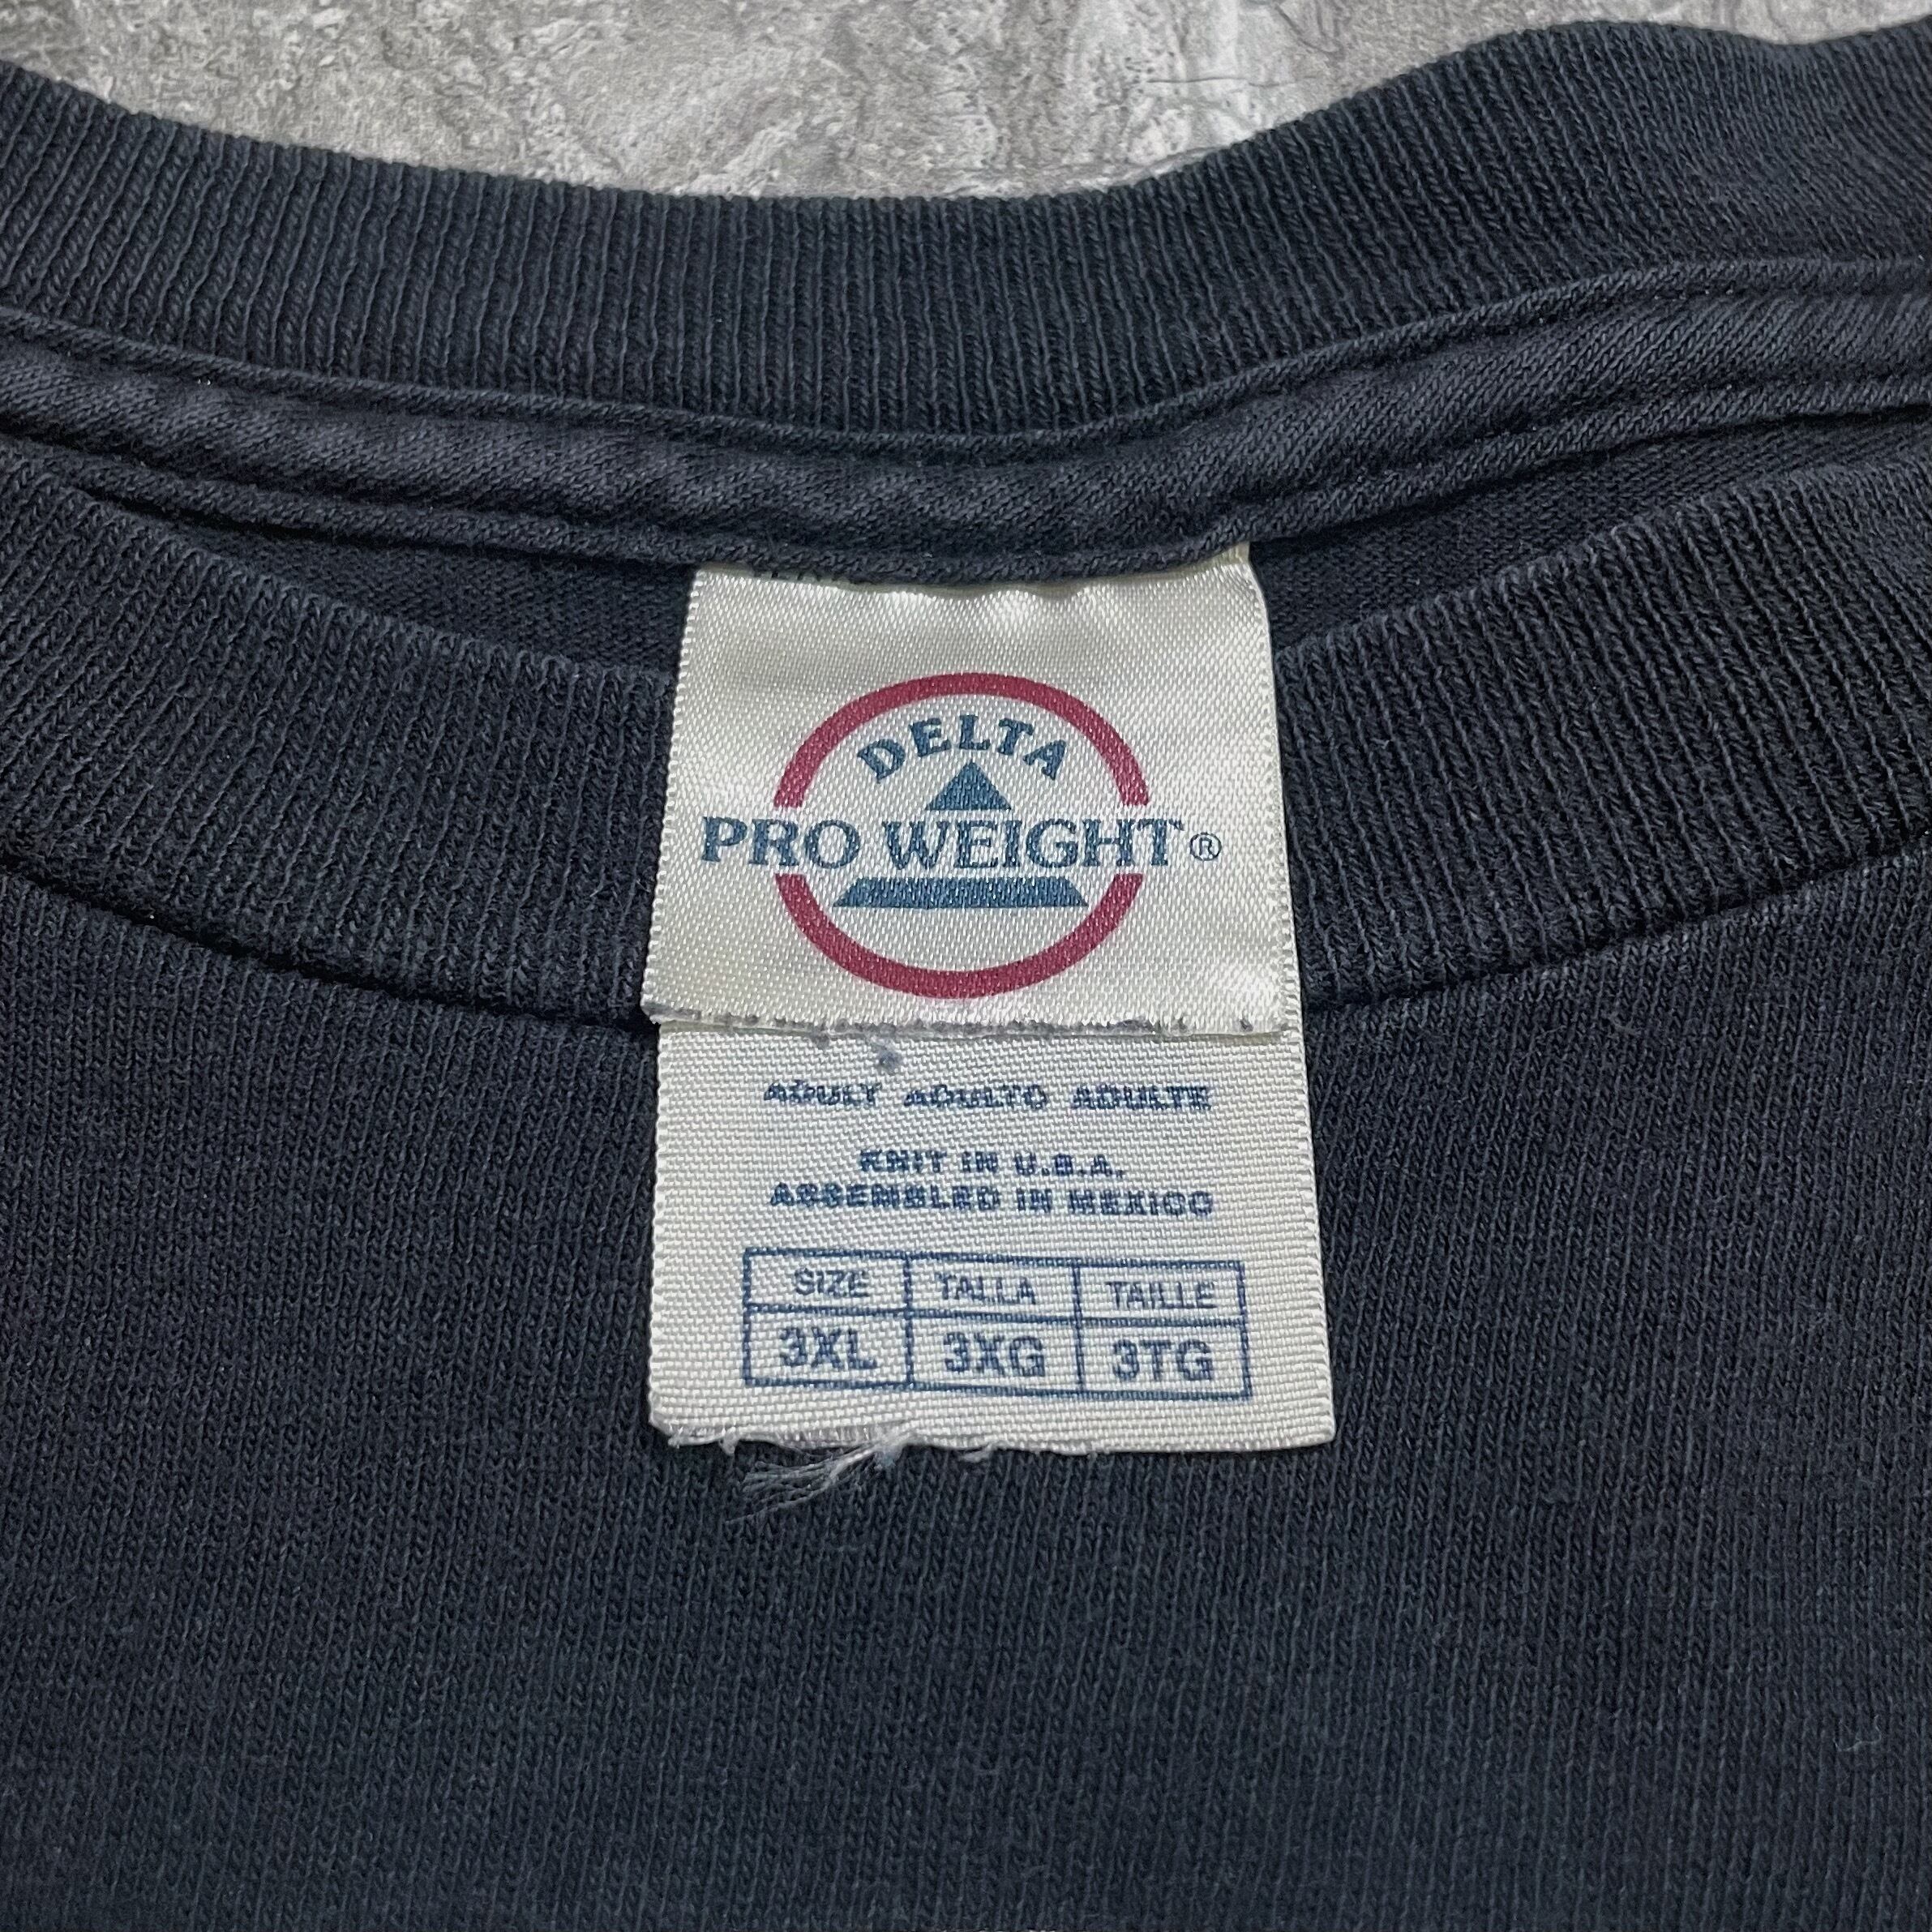 DELTA
PRO WEIGHT®
ADULT ADULTO ADULTE
KNIT IN U.S.A.
ASSEMBLED IN MEXICO
SIZE TALLA TAILLE
3XL 3XG 3TG